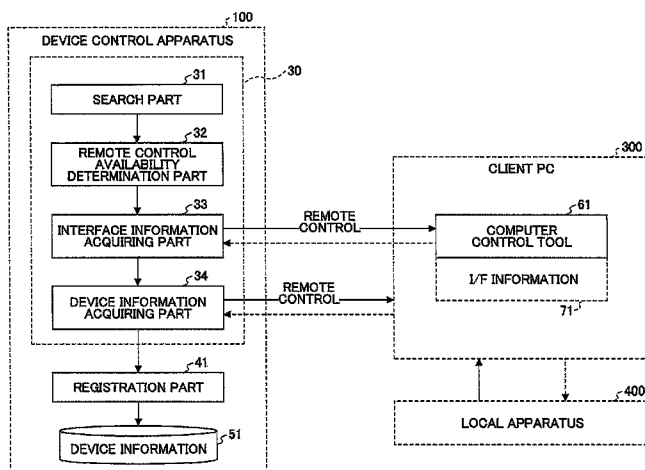 100
DEVICE CONTROL APPARATUS
30
31
SEARCH PART
32
REMOTE CONTROL
AVAILABILITY
DETERMINATION PART
33
INTERFACE INFORMATION
ACQUIRING PART
34
DEVICE INFORMATION
ACQUIRING PART
41
REGISTRATION PART
51
DEVICE INFORMATION
REMOTE
CONTROL
REMOTE
CONTROL
300
CLIENT PC
61
COMPUTER
CONTROL TOOL
I/F INFORMATION
71
400
LOCAL APPARATUS